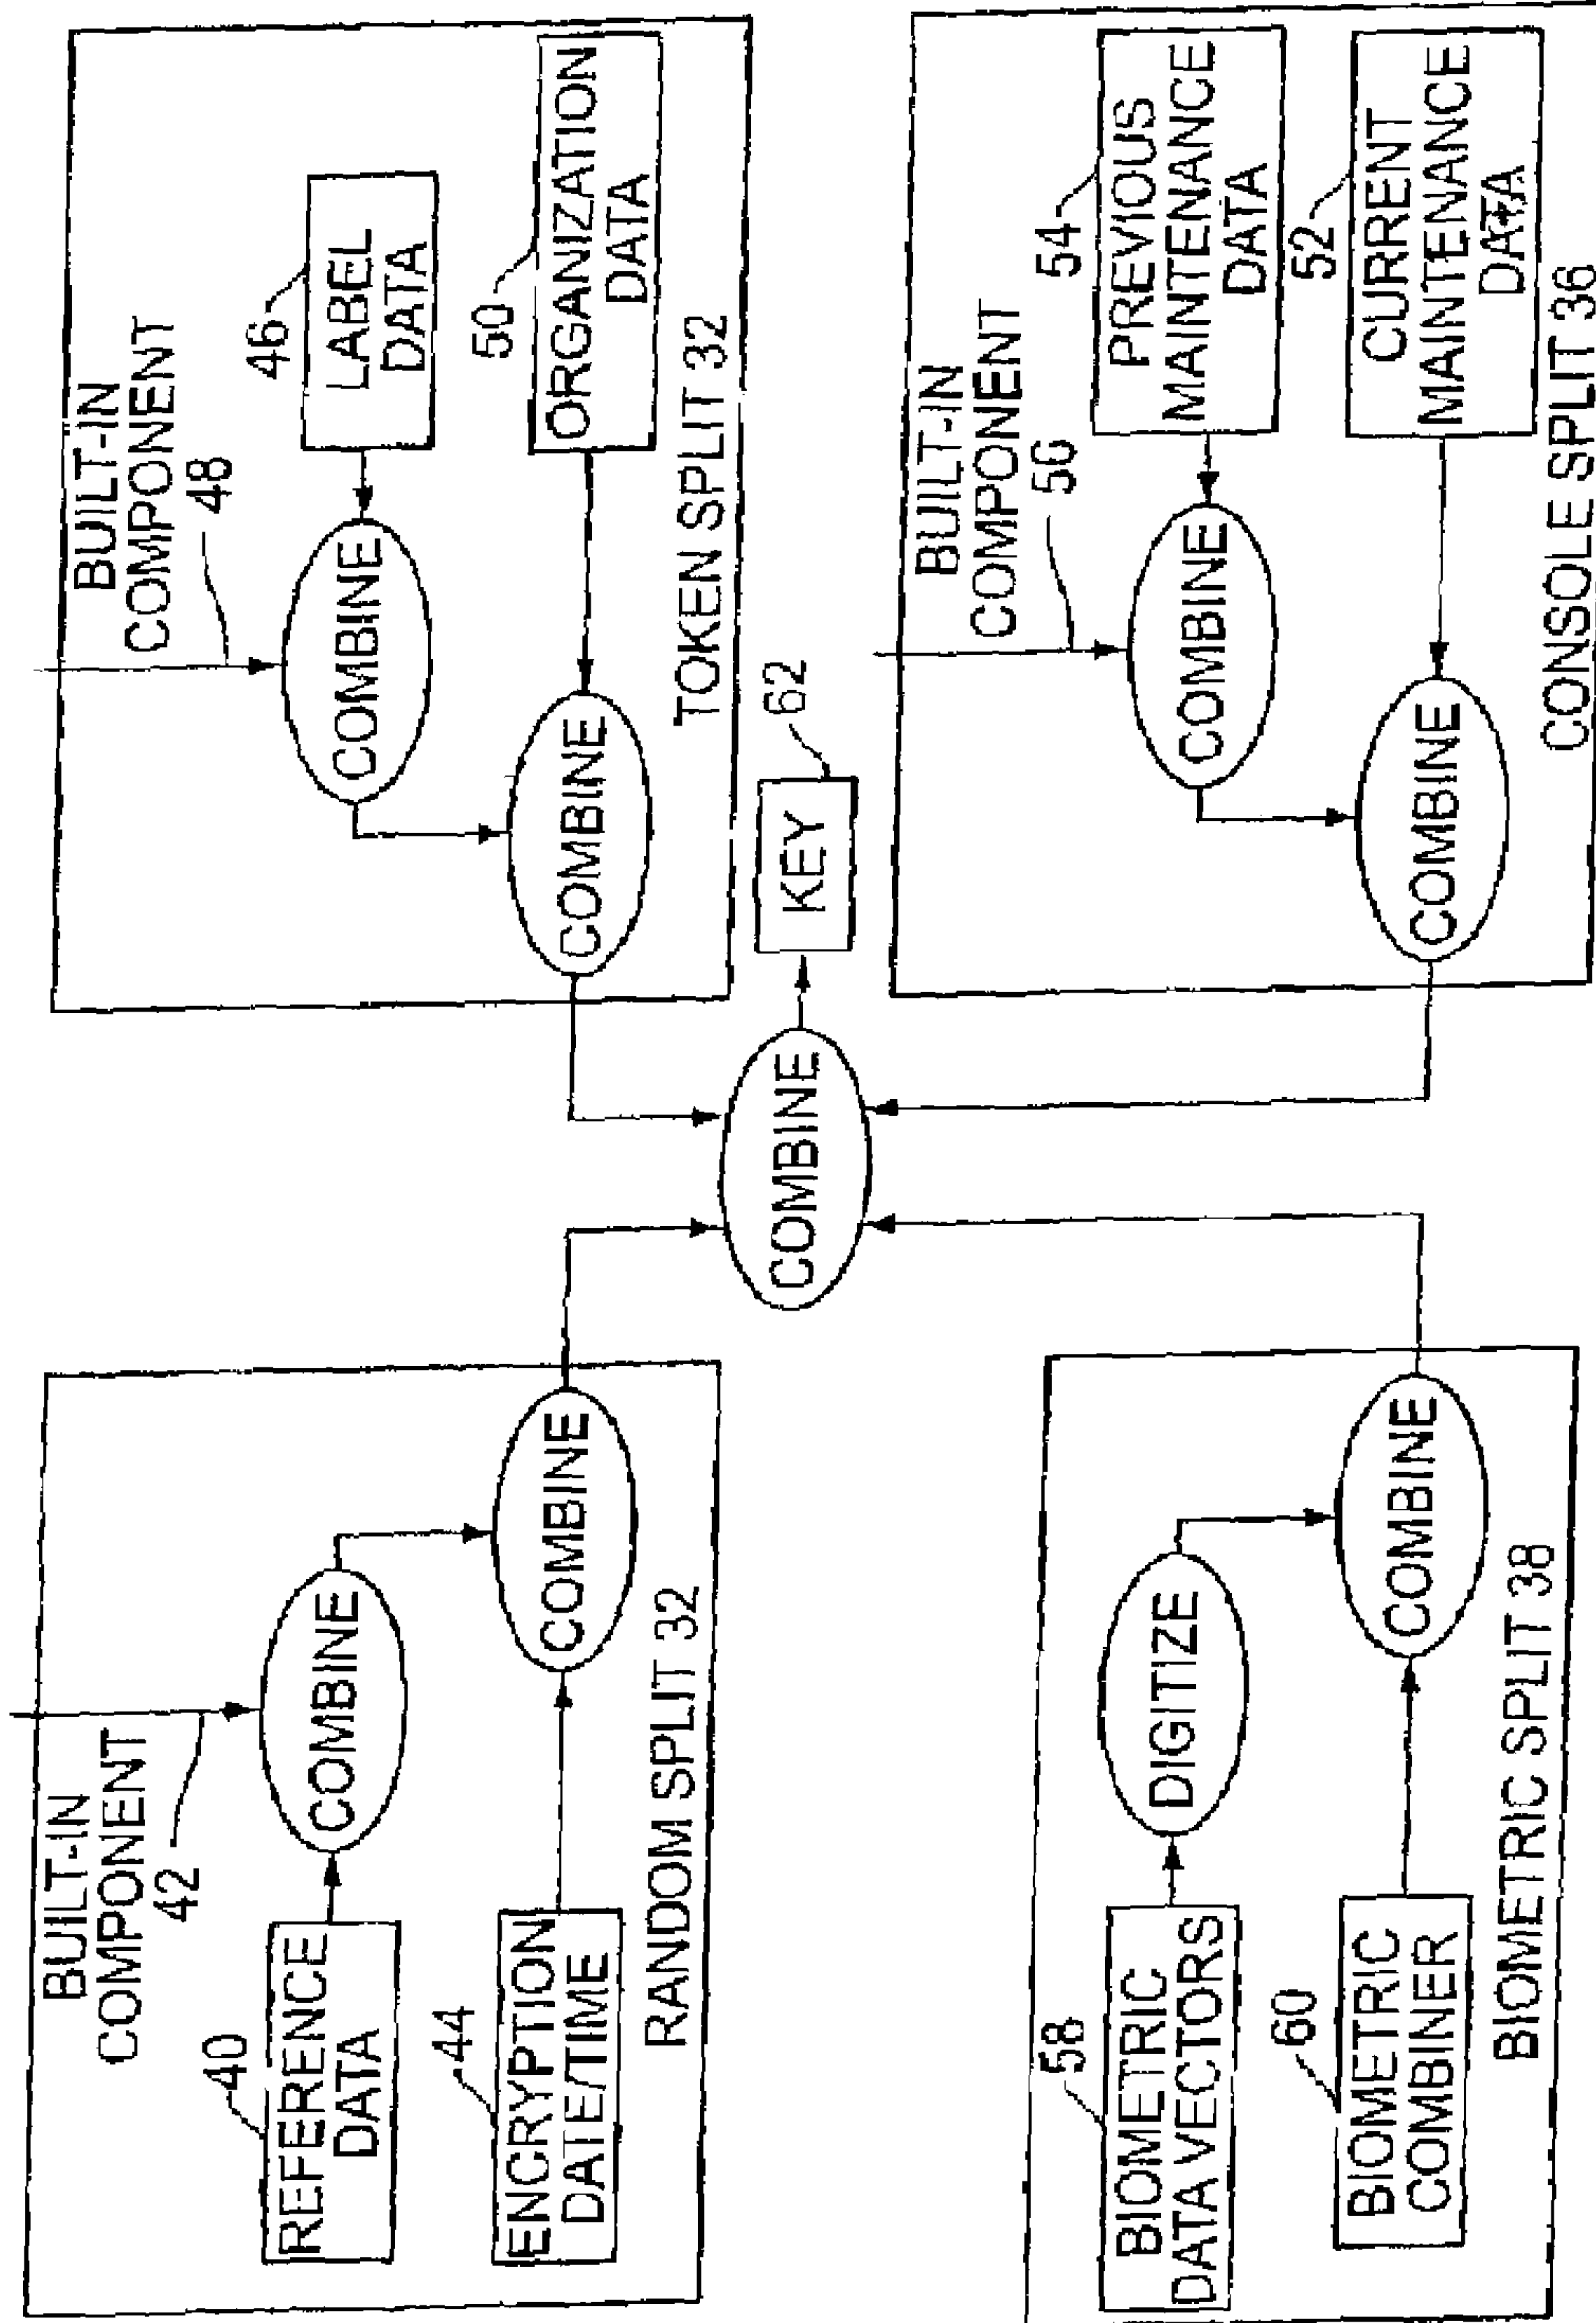 BUILT-IN
COMPONENT
42
40
REFERENCE
DATA
COMBINE
44
ENCRYPTION
DATE/TIME
COMBINE
RANDOM SPLIT 32
BUILT-IN
COMPONENT
48
46
LABEL
DATA
COMBINE
50
ORGANIZATION
DATA
COMBINE
TOKEN SPLIT 32
COMBINE
KEY
62
58
BIOMETRIC
DATA VECTORS
DIGITIZE
60
BIOMETRIC
COMBINER
COMBINE
BIOMETRIC SPLIT 38
BUILT-IN
COMPONENT
56
54
PREVIOUS
MAINTENANCE
DATA
COMBINE
52
CURRENT
MAINTENANCE
DATA
COMBINE
CONSOLE SPLIT 36